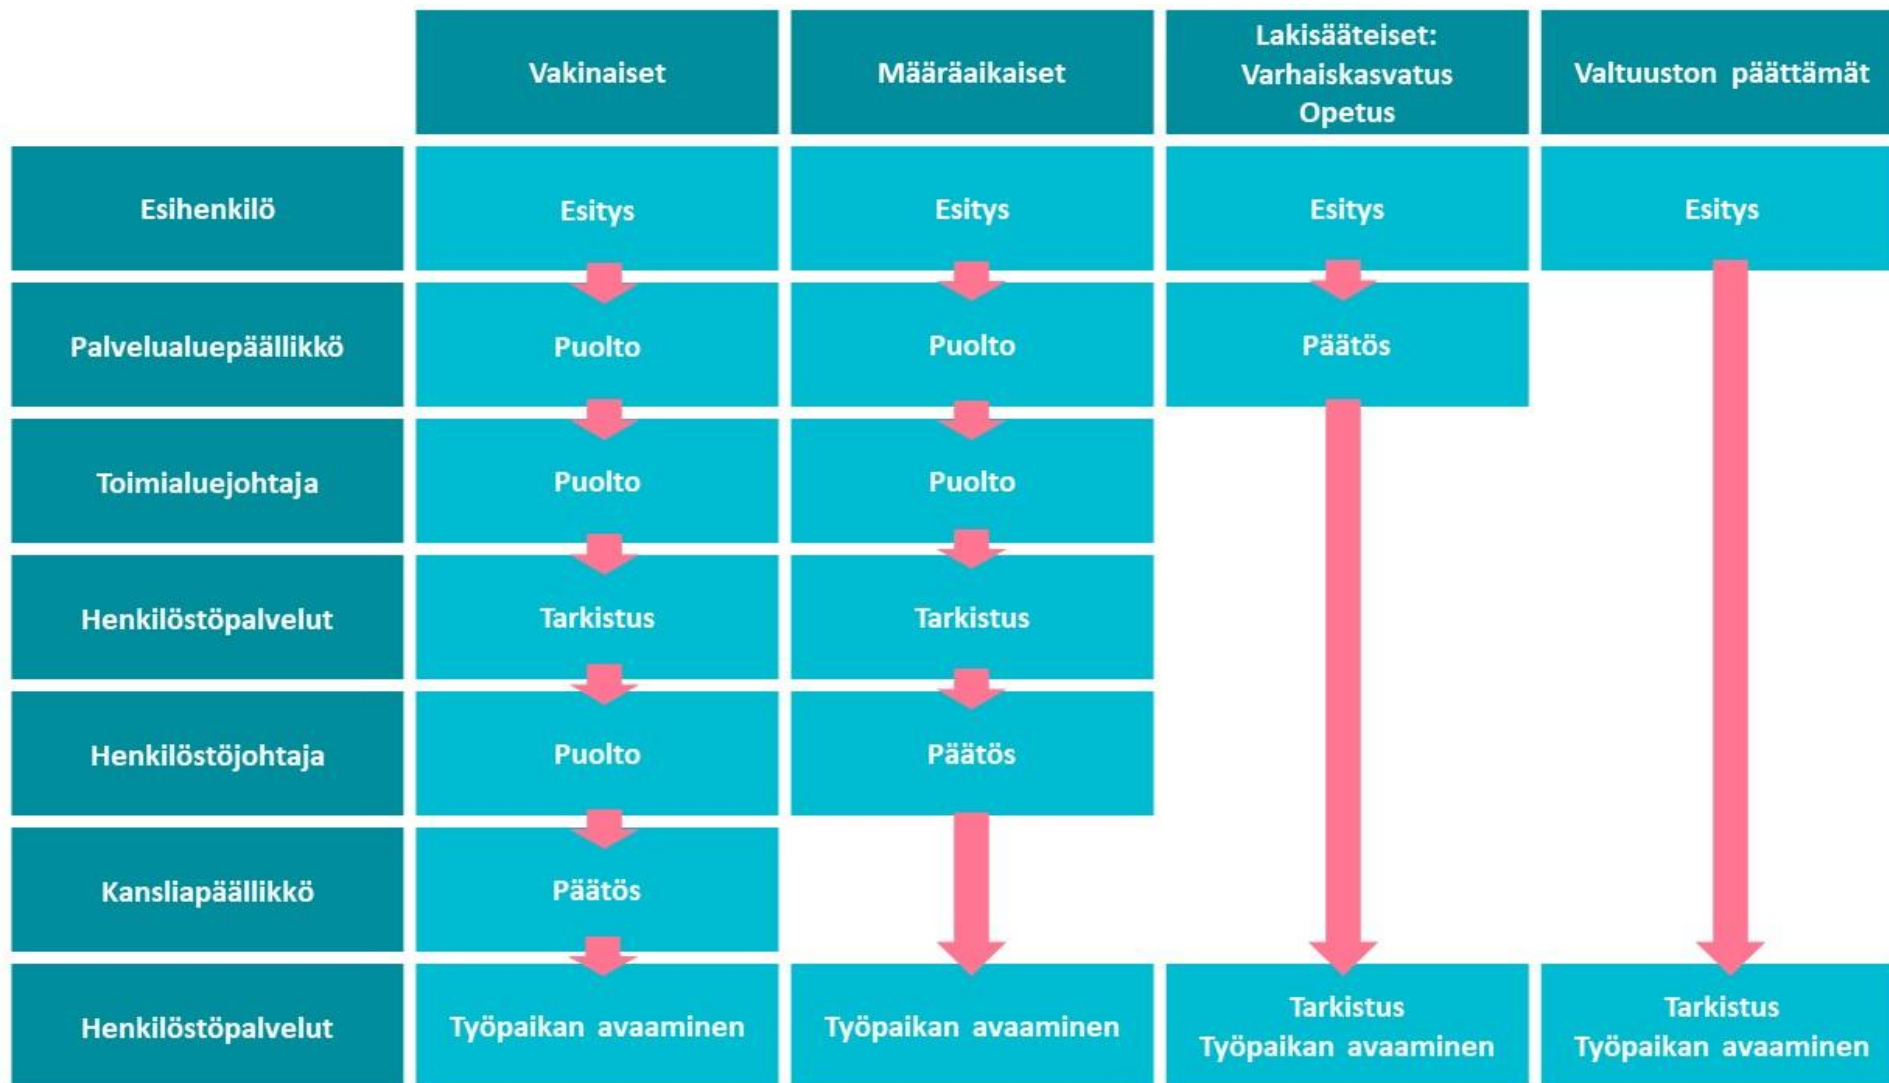 Vakinaiset
Määräaikaiset
Lakisääteiset:
Varhaiskasvatus
Opetus
Valtuuston päättämät
Esihenkilö
Esitys
Esitys
Esitys
Esitys
Palvelualuepäällikkö
Puolto
Puolto
Päätös
Toimialuejohtaja
Puolto
Puolto
Henkilöstöpalvelut
Tarkistus
Tarkistus
Henkilöstöjohtaja
Puolto
Päätös
Kansliapäällikkö
Päätös
Henkilöstöpalvelut
Työpaikan avaaminen
Työpaikan avaaminen
Tarkistus
Työpaikan avaaminen
Tarkistus
Työpaikan avaaminen